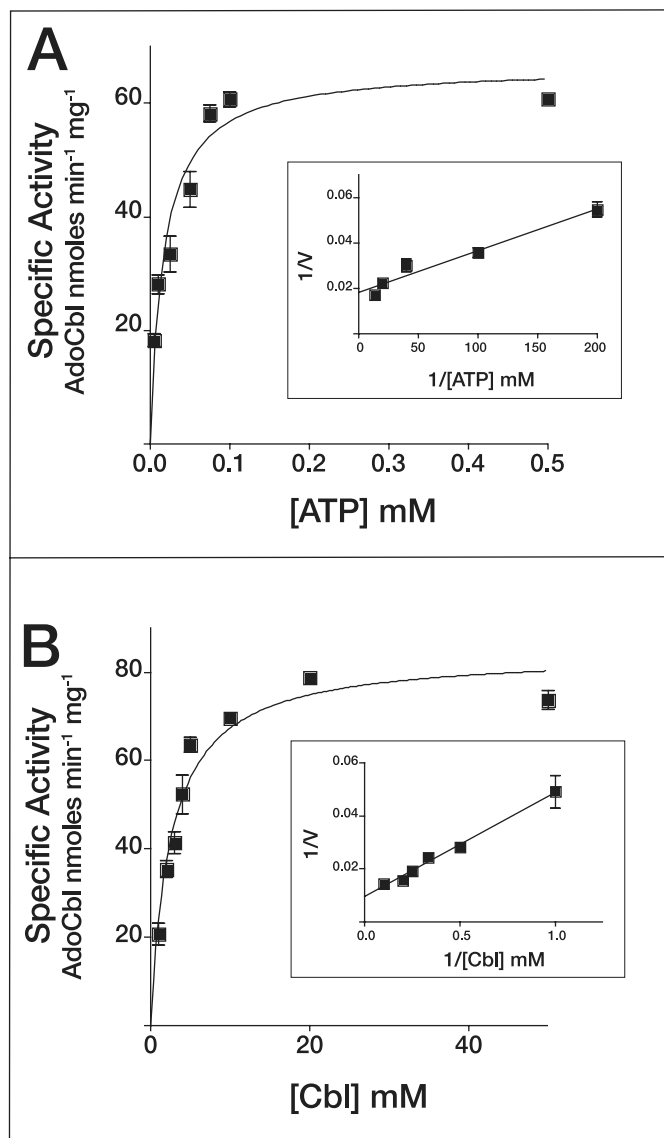 A
Specific Activity
AdoCbl nmoles min⁻¹ mg⁻¹
60
40
20
0.0 0.1 0.2 0.3 0.4 0.5
[ATP] mM
1/V
0.06
0.04
0.02
0 50 100 150 200
1/[ATP] mM
B
Specific Activity
AdoCbl nmoles min⁻¹ mg⁻¹
80
60
40
20
0 20 40
[Cbl] mM
1/V
0.06
0.04
0.02
0.0 0.5 1.0
1/[Cbl] mM